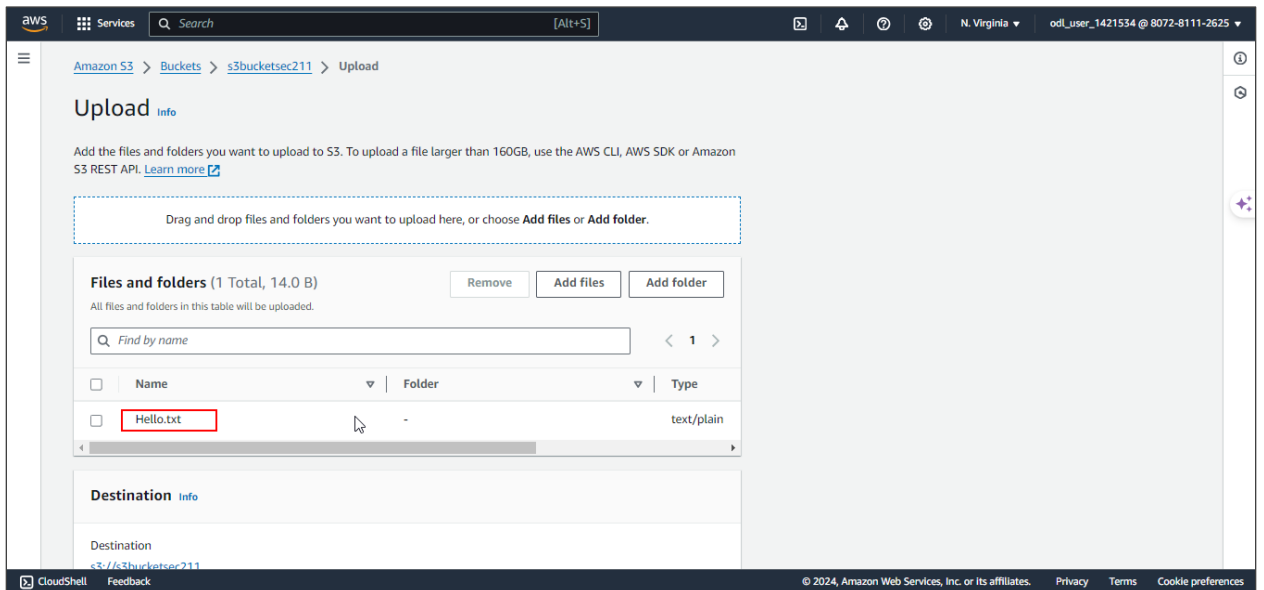 aws Services Search [Alt+S] N. Virginia odl_user_1421534 @ 8072-8111-2625
Amazon S3 > Buckets > s3bucketsec211 > Upload
Upload Info
Add the files and folders you want to upload to S3. To upload a file larger than 160GB, use the AWS CLI, AWS SDK or Amazon
S3 REST API. Learn more
Drag and drop files and folders you want to upload here, or choose Add files or Add folder.
Files and folders (1 Total, 14.0 B) Remove Add files Add folder
All files and folders in this table will be uploaded.
Find by name 1
Name Folder Type
Hello.txt - text/plain
Destination Info
Destination
s3://s3bucketsec211
CloudShell Feedback © 2024, Amazon Web Services, Inc. or its affiliates. Privacy Terms Cookie preferences